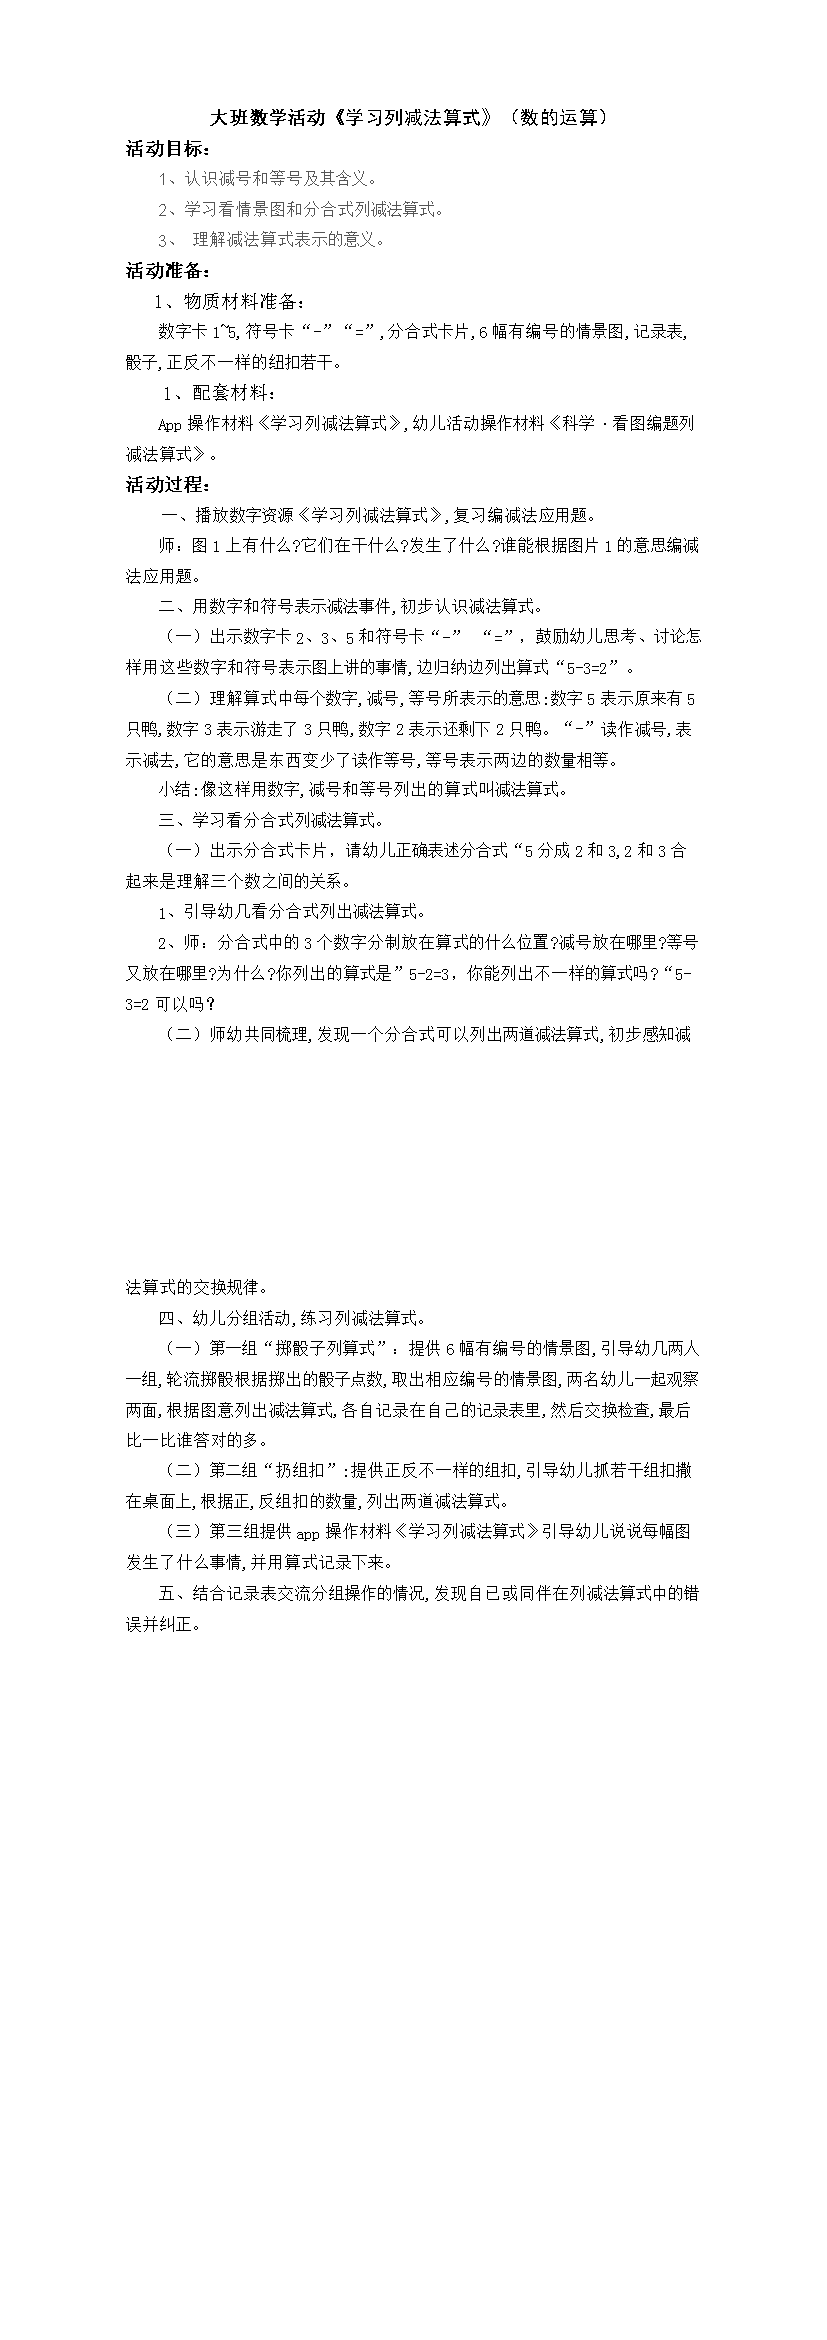 大班数学活动《学习列减法算式》（数的运算）
活动目标：
1、认识减号和等号及其含义。
2、学习看情景图和分合式列减法算式。
3、 理解减法算式表示的意义。
活动准备：
1、物质材料准备：
数字卡1~5,符号卡“-”“=”,分合式卡片,6幅有编号的情景图,记录表,
骰子,正反不一样的纽扣若干。
1、配套材料：
App操作材料《学习列减法算式》,幼儿活动操作材料《科学·看图编题列
减法算式》。
活动过程：
一、播放数字资源《学习列减法算式》,复习编减法应用题。
师：图1上有什么?它们在干什么?发生了什么?谁能根据图片1的意思编减
法应用题。
二、用数字和符号表示减法事件,初步认识减法算式。
（一）出示数字卡2、3、5和符号卡“-” “=”，鼓励幼儿思考、讨论怎
样用这些数字和符号表示图上讲的事情,边归纳边列出算式“5-3=2”。
（二）理解算式中每个数字,减号,等号所表示的意思:数字5表示原来有5
只鸭,数字3表示游走了3只鸭,数字2表示还剩下2只鸭。“-”读作减号,表
示减去,它的意思是东西变少了读作等号,等号表示两边的数量相等。
小结:像这样用数字,减号和等号列出的算式叫减法算式。
三、学习看分合式列减法算式。
（一）出示分合式卡片，请幼儿正确表述分合式“5分成2和3,2和3合
起来是理解三个数之间的关系。
1、引导幼几看分合式列出减法算式。
2、师：分合式中的3个数字分制放在算式的什么位置?减号放在哪里?等号
又放在哪里?为什么?你列出的算式是”5-2=3，你能列出不一样的算式吗?“5-
3=2可以吗?
（二）师幼共同梳理,发现一个分合式可以列出两道减法算式,初步感知减
法算式的交换规律。
四、幼儿分组活动,练习列减法算式。
（一）第一组“掷骰子列算式”：提供6幅有编号的情景图,引导幼几两人
一组,轮流掷骰根据掷出的骰子点数,取出相应编号的情景图,两名幼儿一起观察
两面,根据图意列出减法算式,各自记录在自己的记录表里,然后交换检查,最后
比一比谁答对的多。
（二）第二组“扔组扣”:提供正反不一样的组扣,引导幼儿抓若干组扣撒
在桌面上,根据正,反组扣的数量,列出两道减法算式。
（三）第三组提供app操作材料《学习列减法算式》引导幼儿说说每幅图
发生了什么事情,并用算式记录下来。
五、结合记录表交流分组操作的情况,发现自已或同伴在列减法算式中的错
误并纠正。